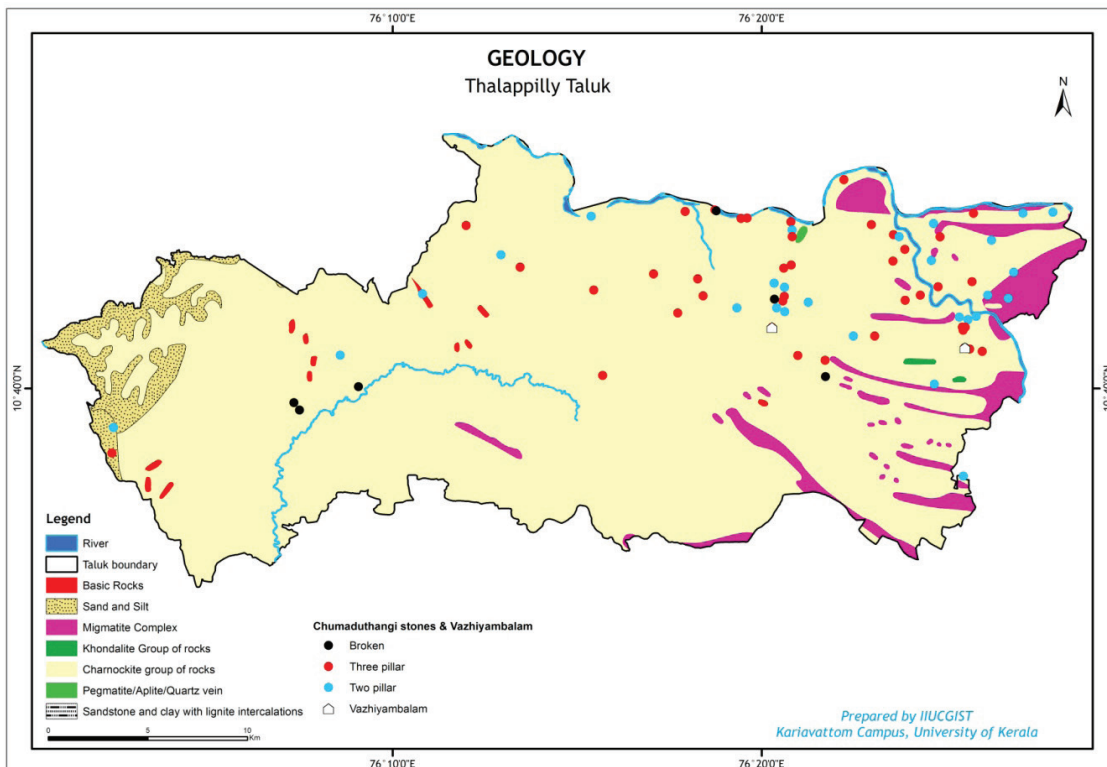 76°10'0"E 76°20'0"E
GEOLOGY
Thalappilly Taluk
N
10°40'0"N 10°40'0"N
Legend
River
Taluk boundary
Basic Rocks
Sand and Silt
Migmatite Complex
Khondalite Group of rocks
Charnockite group of rocks
Pegmatite/Aplite/Quartz vein
Sandstone and clay with lignite intercalations
0 5 10
Km
Chumaduthangi stones & Vazhiyambalam
Broken
Three pillar
Two pillar
Vazhiyambalam
Prepared by IIUCGIST
Kariavattom Campus, University of Kerala
76°10'0"E 76°20'0"E